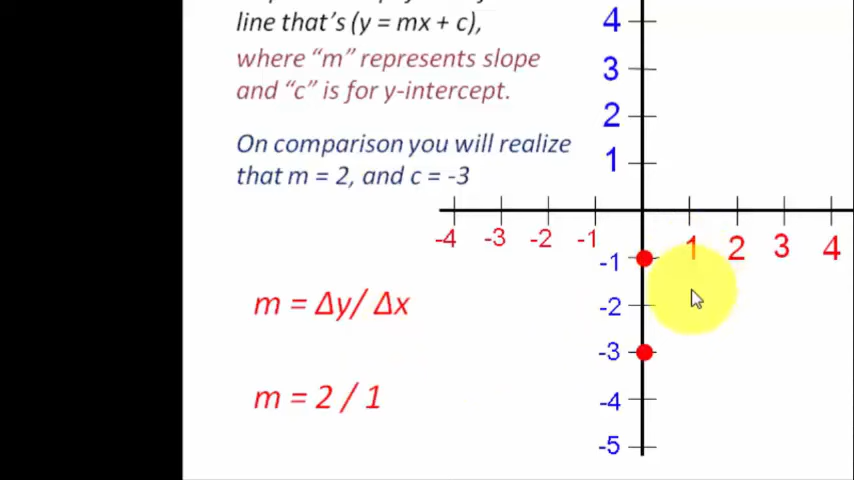 line that's (y = mx + c),
where “m” represents slope
and “c” is for y-intercept.
On comparison you will realize
that m = 2, and c = -3
m = Δy/ Δx
m = 2 / 1
4
3
2
1
-4 -3 -2 -1 1 2 3 4
-1
-2
-3
-4
-5